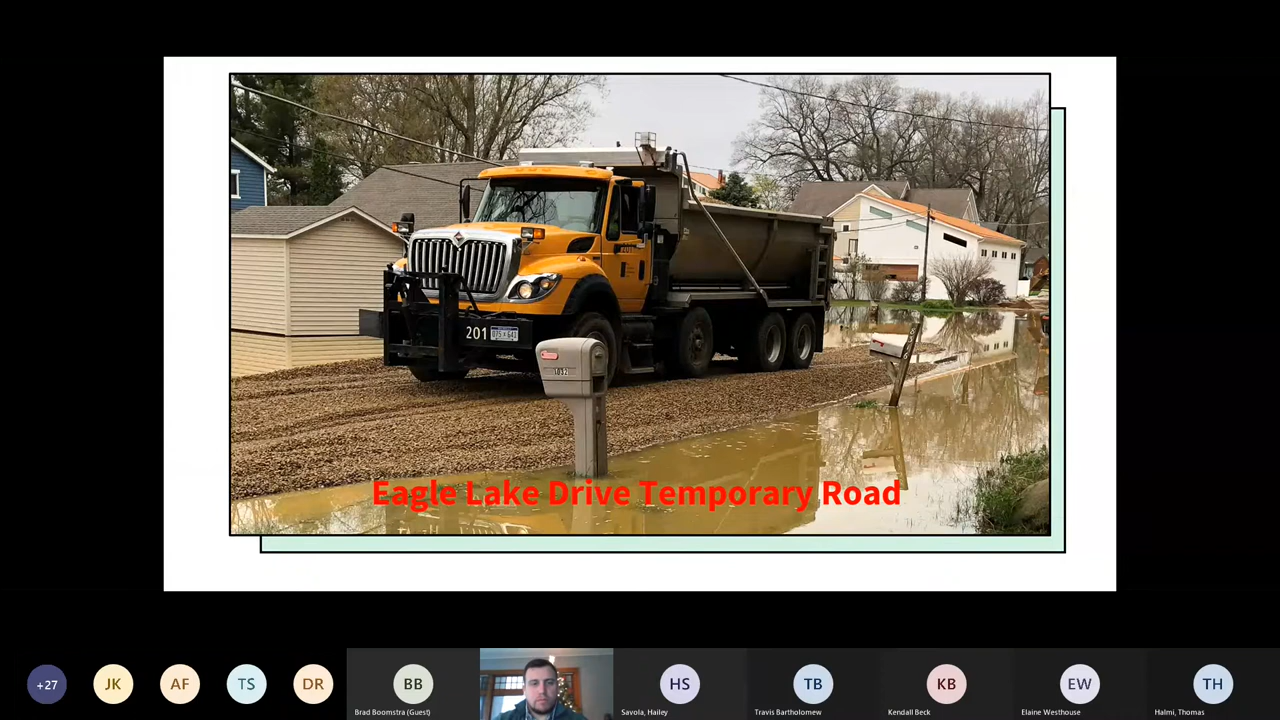 201
1032
Eagle Lake Drive Temporary Road
+27
JK
AF
TS
DR
BB
HS
TB
KB
EW
TH
Brad Boomstra (Guest)
Savola, Hailey
Travis Bartholomew
Kendall Beck
Elaine Westhouse
Halmi, Thomas